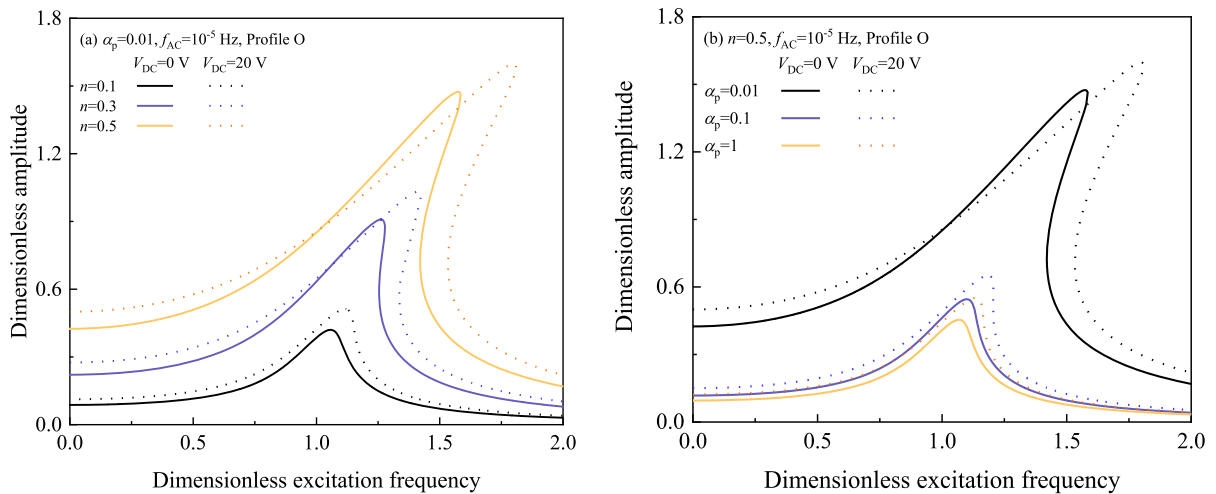 1.8
(a) αp=0.01, fAC=10-5 Hz, Profile O
VDC=0 V VDC=20 V
n=0.1
n=0.3
n=0.5
1.2
0.6
0.0
0.0 0.5 1.0 1.5 2.0
Dimensionless amplitude
Dimensionless excitation frequency
1.8
(b) n=0.5, fAC=10-5 Hz, Profile O
VDC=0 V VDC=20 V
αp=0.01
αp=0.1
αp=1
1.2
0.6
0.0
0.0 0.5 1.0 1.5 2.0
Dimensionless amplitude
Dimensionless excitation frequency